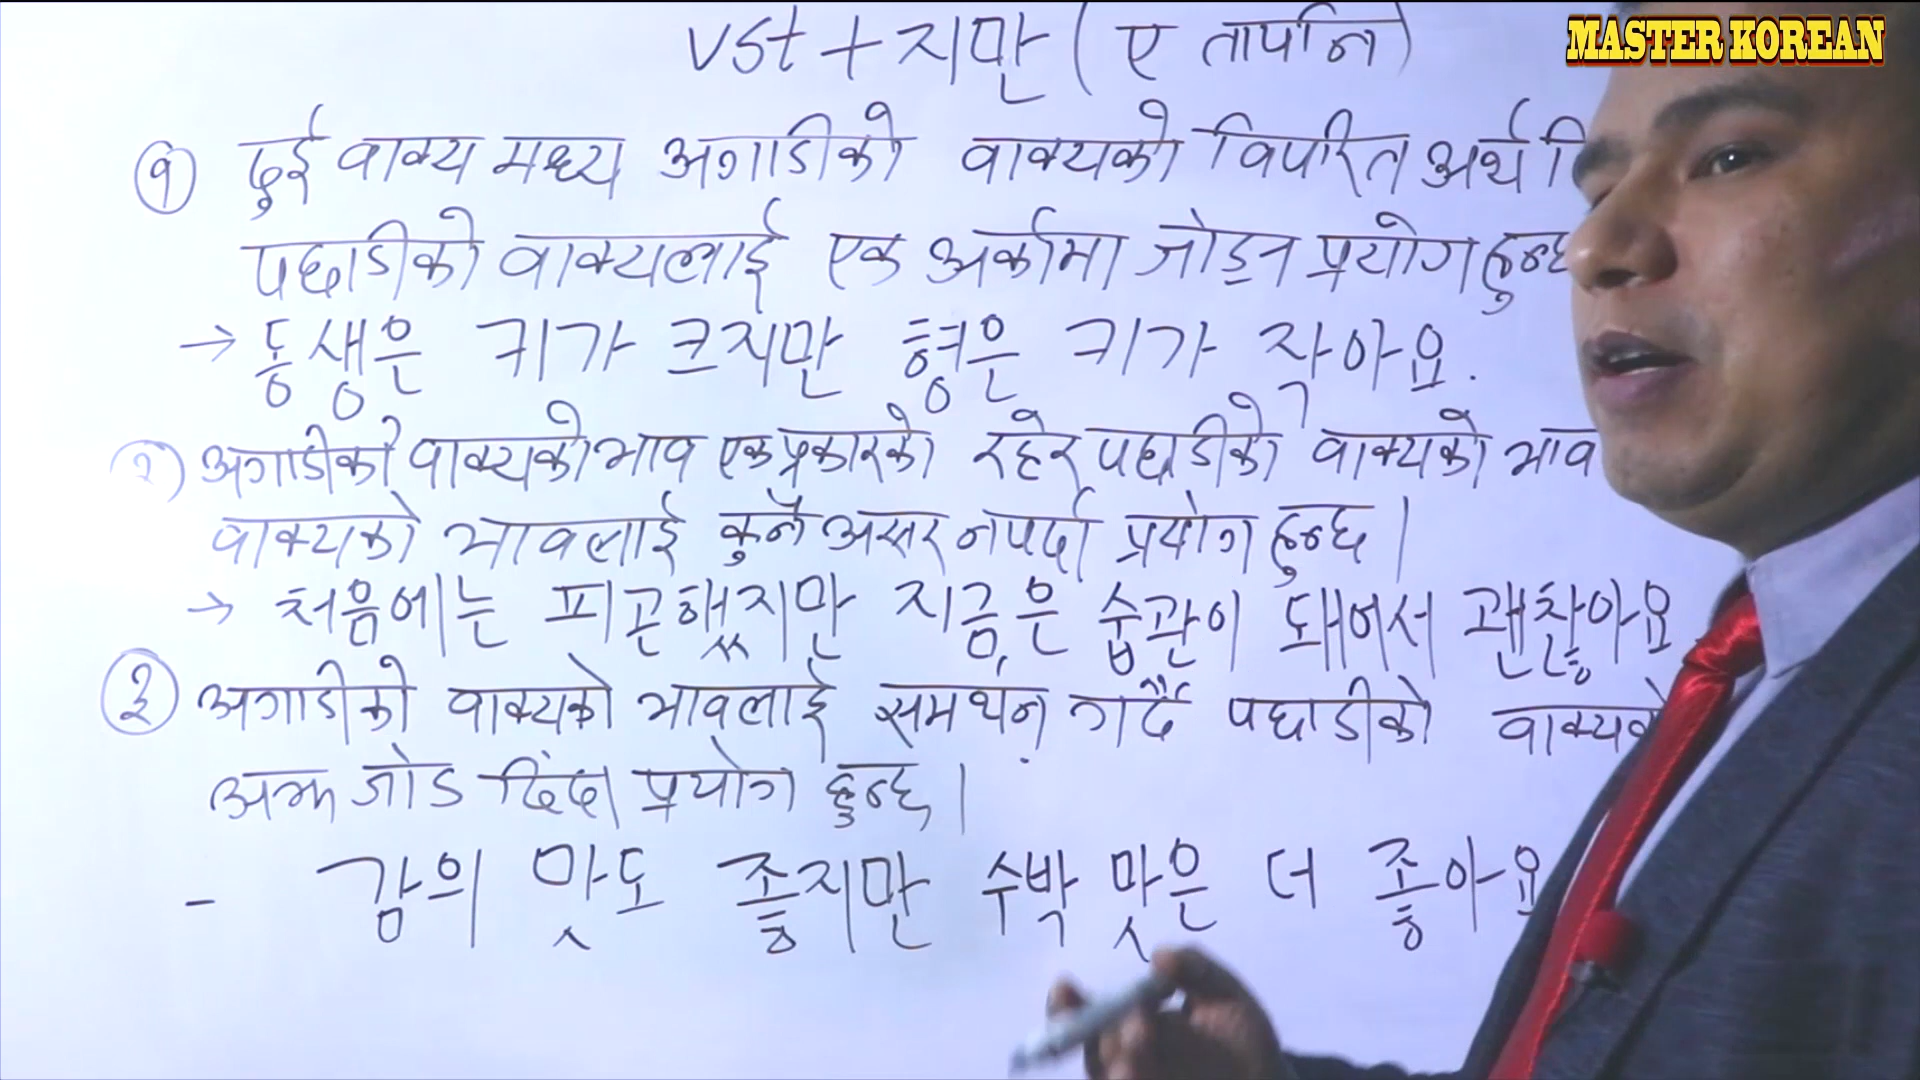 MASTER KOREAN
vst + 지만 (ए तापनि)
१ दुई वाक्य मध्य अगाडीको वाक्यको विपरित अर्थ
पछाडीको वाक्यलाई एक अर्कामा जोड्न प्रयोग हुन्छ
→ 동생은 키가 크지만 형은 키가 작아요.
२) अगाडीको वाक्यको भाव एक प्रकारको रहेर पछाडीको वाक्यको भाव
वाक्यको भावलाई कुनै असर नपर्दा प्रयोग हुन्छ।
→ 처음에는 피곤했지만 지금은 습관이 돼어서 괜찮아요
३ अगाडीको वाक्यको भावलाई समर्थन गर्दै पछाडीको
अझ जोड दिंदा प्रयोग हुन्छ।
- 감의 맛도 좋지만 수박 맛은 더 좋아요